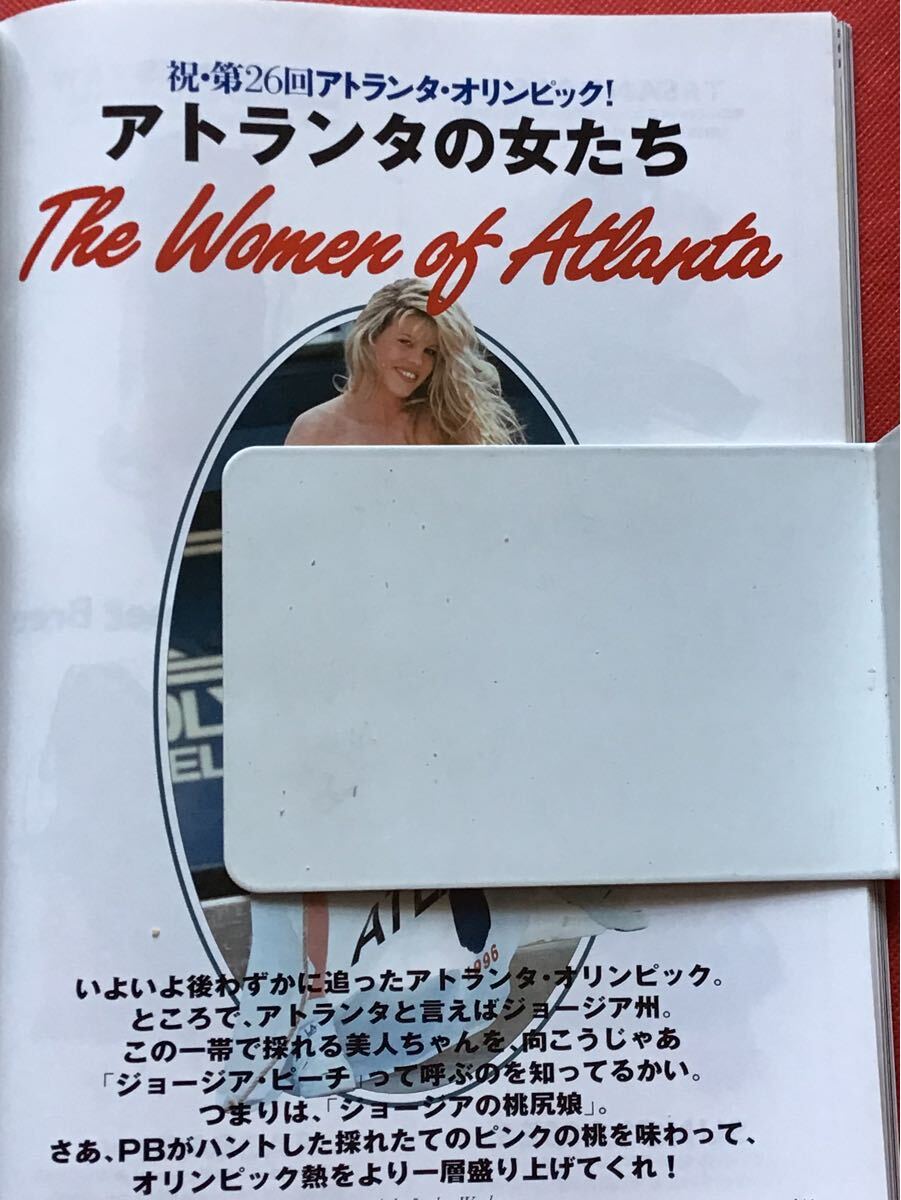 祝・第26回アトランタ・オリンピック!
アトランタの女たち
The Women of Atlanta
OLY
EL
ATL
996
いよいよ後わずかに迫ったアトランタ・オリンピック。
ところで、アトランタと言えばジョージア州。
この一帯で採れる美人ちゃんを、向こうじゃあ
「ジョージア・ピーチ」って呼ぶのを知ってるかい。
つまりは、「ジョージアの桃尻娘」。
さあ、PBがハントした採れたてのピンクの桃を味わって、
オリンピック熱をより一層盛り上げてくれ!